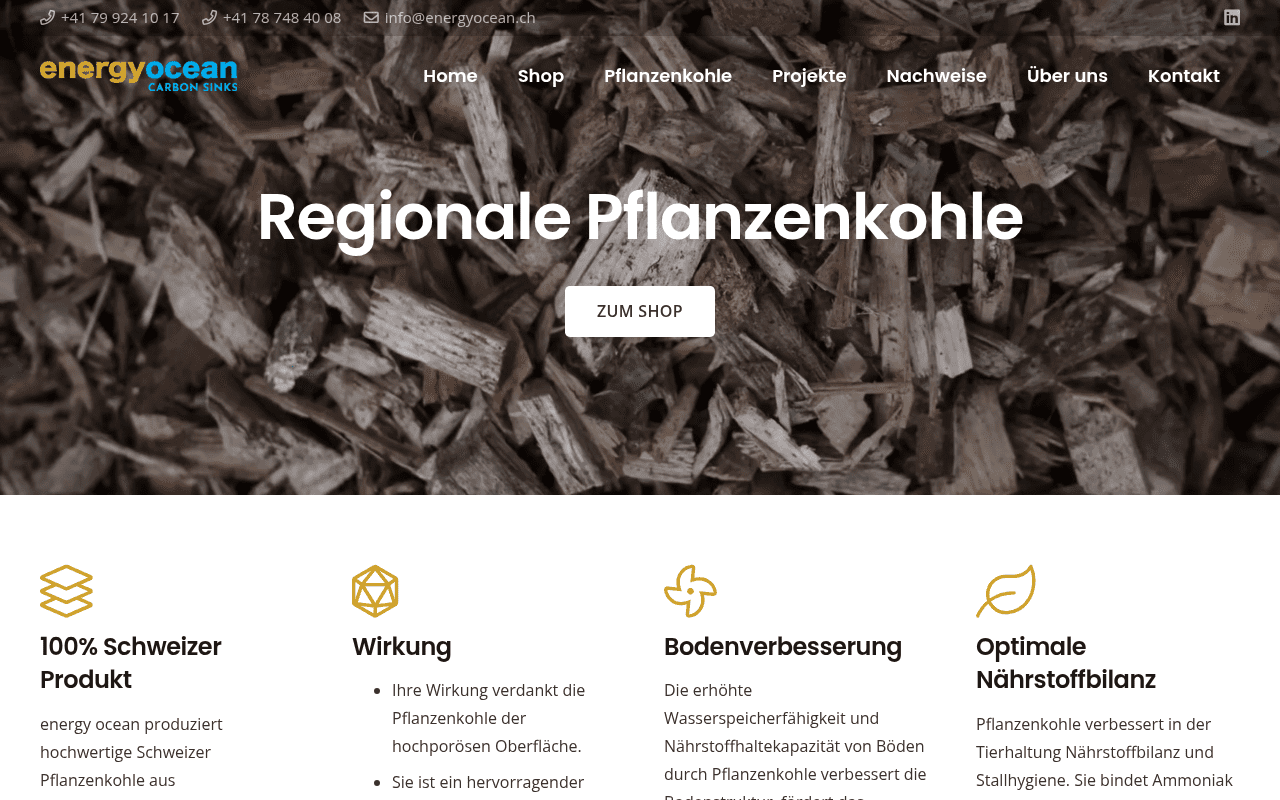 +41 79 924 10 17 +41 78 748 40 08 info@energyocean.ch
energyocean
CARBON SINKS
Home Shop Pflanzenkohle Projekte Nachweise Über uns Kontakt
Regionale Pflanzenkohle
ZUM SHOP
100% Schweizer
Produkt
energy ocean produziert
hochwertige Schweizer
Pflanzenkohle aus
Wirkung
Ihre Wirkung verdankt die
Pflanzenkohle der
hochporösen Oberfläche.
Sie ist ein hervorragender
Bodenverbesserung
Die erhöhte
Wasserspeicherfähigkeit und
Nährstoffhaltekapazität von Böden
durch Pflanzenkohle verbessert die
Bodenstruktur, fördert das
Optimale
Nährstoffbilanz
Pflanzenkohle verbessert in der
Tierhaltung Nährstoffbilanz und
Stallhygiene. Sie bindet Ammoniak